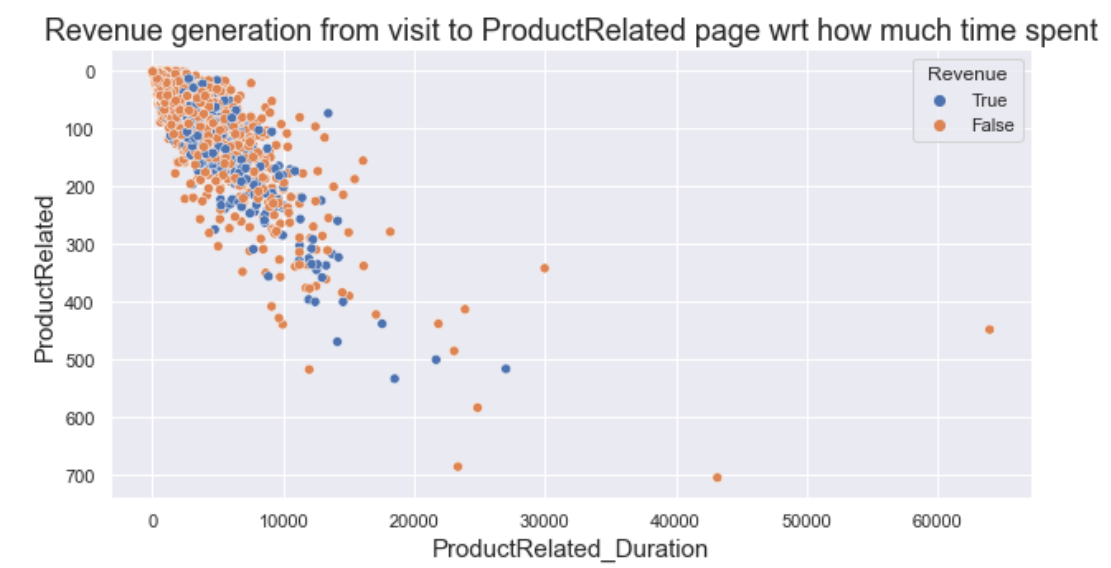 Revenue generation from visit to ProductRelated page wrt how much time spent
Revenue
True
False
ProductRelated
0
100
200
300
400
500
600
700
0 10000 20000 30000 40000 50000 60000
ProductRelated_Duration